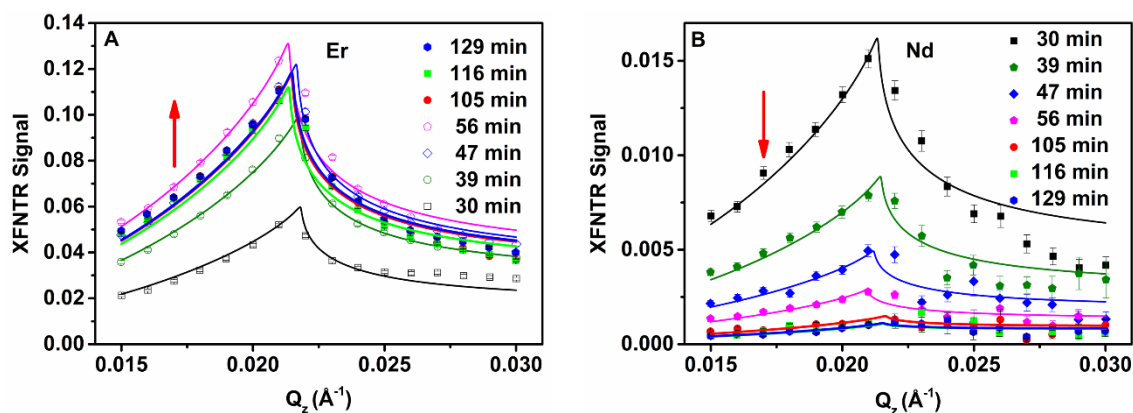 A
Er
129 min
116 min
105 min
56 min
47 min
39 min
30 min
0.14
0.12
0.10
0.08
0.06
0.04
0.02
0.00
XFNTR Signal
0.015
0.020
0.025
0.030
Qz (Å-1)
B
Nd
30 min
39 min
47 min
56 min
105 min
116 min
129 min
0.015
0.010
0.005
0.000
XFNTR Signal
0.015
0.020
0.025
0.030
Qz (Å-1)